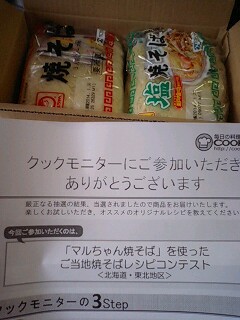 焼そば
塩
焼そば
毎日の料理
COOK
クックモニターにご参加いただき
ありがとうございます
厳正なる抽選の結果、当選されましたので商品をお届けいたします。
楽しくお試しいただき、オススメのオリジナルレシピを教えてください
今回ご参加いただくのは、
「マルちゃん焼そば」を使った
ご当地焼そばレシピコンテスト
＜北海道・東北地区＞
クックモニターの3Step